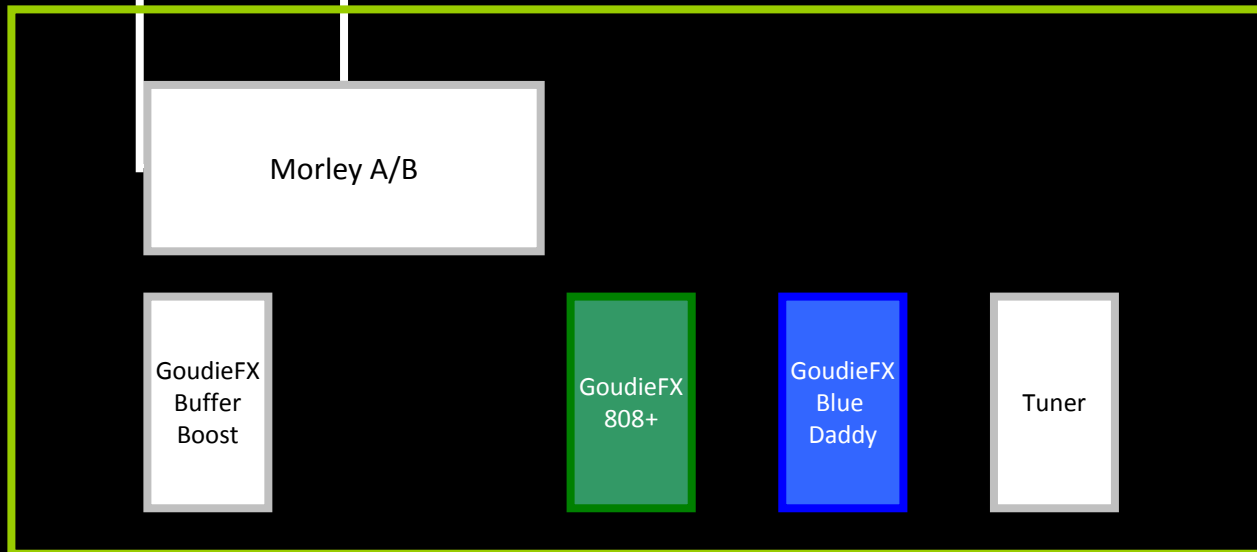 Morley A/B
GoudieFX
Buffer
Boost
GoudieFX
808+
GoudieFX
Blue
Daddy
Tuner